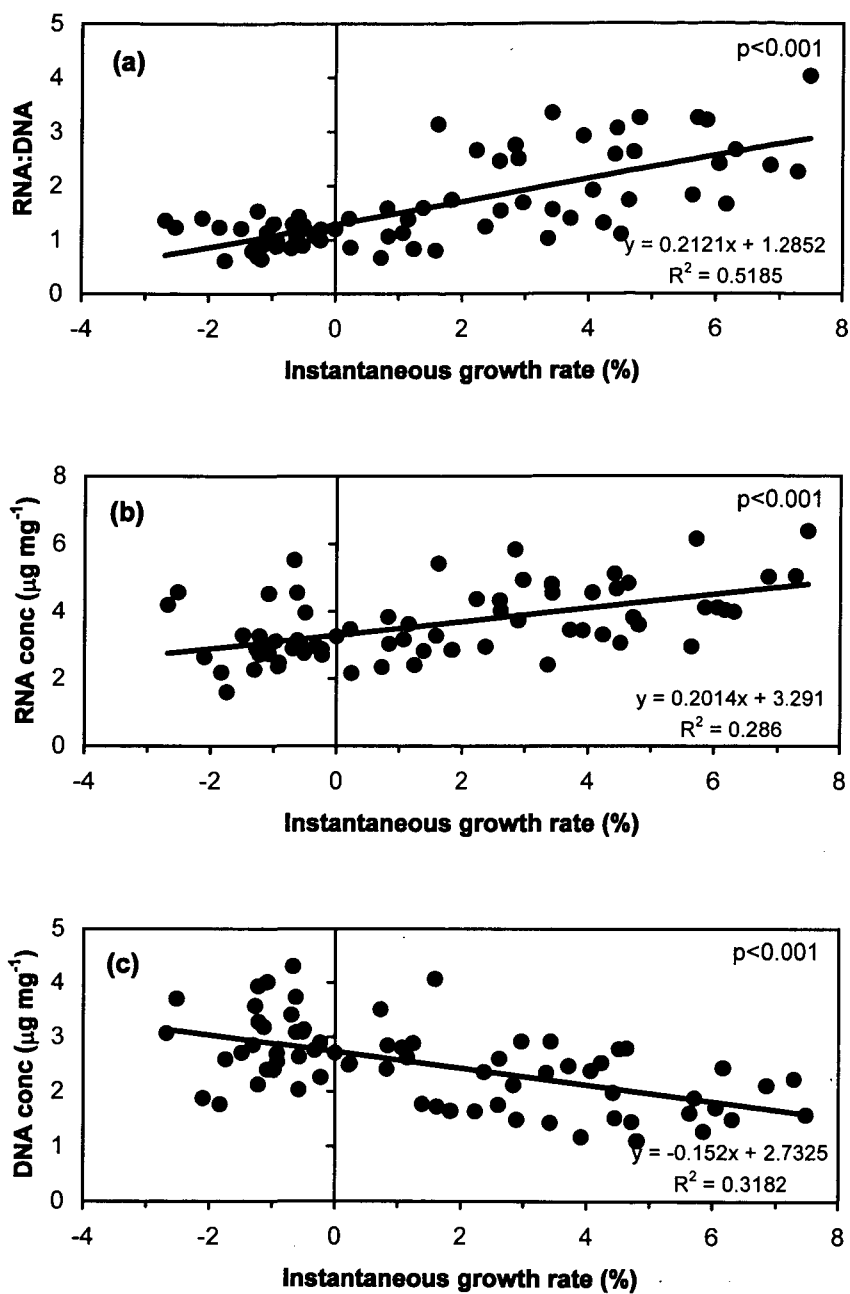 5
(a)
p<0.001
4
3
RNA:DNA
2
1
y = 0.2121x + 1.2852
R² = 0.5185
0
-4 -2 0 2 4 6 8
Instantaneous growth rate (%)
8
(b)
p<0.001
6
RNA conc (µg mg⁻¹)
4
2
y = 0.2014x + 3.291
R² = 0.286
0
-4 -2 0 2 4 6 8
Instantaneous growth rate (%)
5
(c)
p<0.001
4
3
DNA conc (µg mg⁻¹)
2
1
y = -0.152x + 2.7325
R² = 0.3182
0
-4 -2 0 2 4 6 8
Instantaneous growth rate (%)